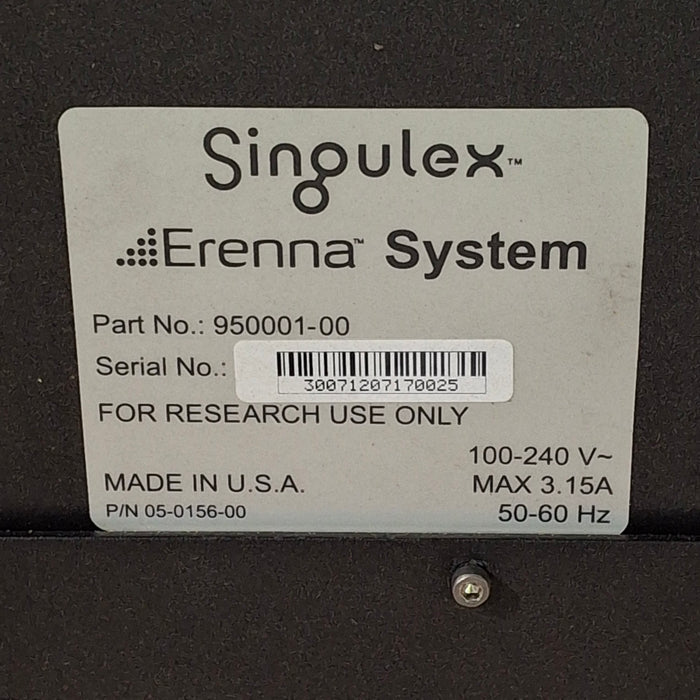 Singulex™
Erenna™ System
Part No.: 950001-00
Serial No.:
30071207170025
FOR RESEARCH USE ONLY
100-240 V~
MADE IN U.S.A.
MAX 3.15A
P/N 05-0156-00
50-60 Hz